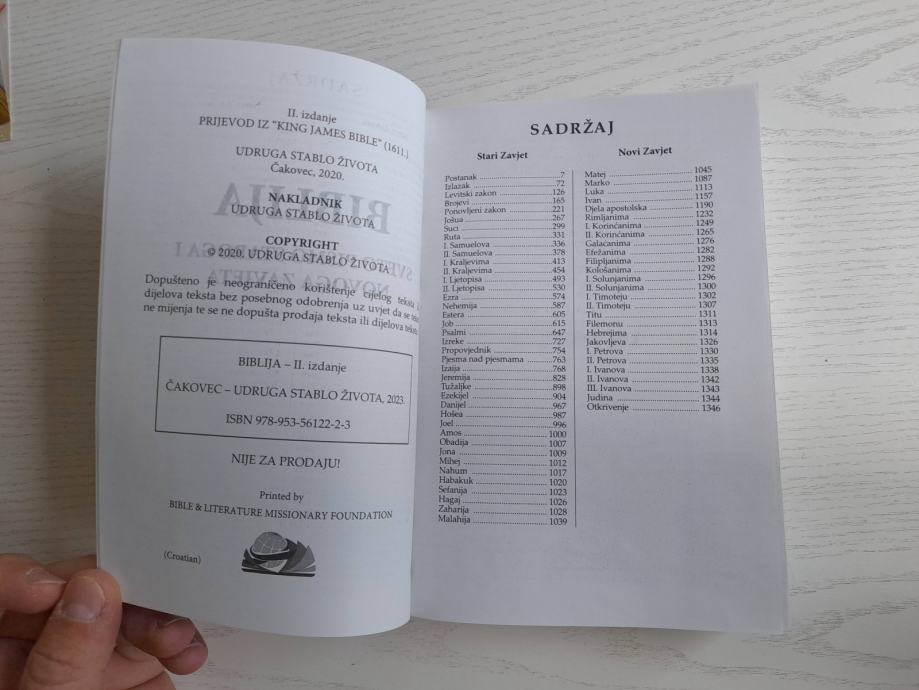 II. izdanje
PRIJEVOD IZ "KING JAMES BIBLE" (1611.)
UDRUGA STABLO ŽIVOTA
Čakovec, 2020.
NAKLADNIK
UDRUGA STABLO ŽIVOTA
COPYRIGHT
© 2020, UDRUGA STABLO ŽIVOTA
Dopušteno je neograničeno korištenje cijelog teksta
dijelova teksta bez posebnog odobrenja uz uvjet da se
ne mijenja te se ne dopušta prodaja teksta ili dijelova
BIBLIJA – II. izdanje
ČAKOVEC – UDRUGA STABLO ŽIVOTA, 2023.
ISBN 978-953-56122-2-3
NIJE ZA PRODAJU!
Printed by
BIBLE & LITERATURE MISSIONARY FOUNDATION
(Croatian)
SADRŽAJ
Stari Zavjet
Postanak 7
Izlazak 72
Levitski zakon 126
Brojevi 165
Ponovljeni zakon 221
Jošua 267
Suci 299
Ruta 331
I. Samuelova 336
II. Samuelova 378
I. Kraljevima 413
II. Kraljevima 454
I. Ljetopisa 493
II. Ljetopisa 530
Ezra 574
Nehemija 587
Estera 605
Job 615
Psalmi 647
Izreke 727
Propovjednik 754
Pjesma nad pjesmama 763
Izaija 768
Jeremija 828
Tužaljke 898
Ezekijel 904
Danijel 967
Hošea 987
Joel 996
Amos 1000
Obadija 1007
Jona 1009
Mihej 1012
Nahum 1017
Habakuk 1020
Sefanija 1023
Hagaj 1026
Zaharija 1028
Malahija 1039
Novi Zavjet
Matej 1045
Marko 1087
Luka 1113
Ivan 1157
Djela apostolska 1190
Rimljanima 1232
I. Korinćanima 1249
II. Korinćanima 1265
Galaćanima 1276
Efežanima 1282
Filipljanima 1288
Kološanima 1292
I. Solunjanima 1296
II. Solunjanima 1300
I. Timoteju 1302
II. Timoteju 1307
Titu 1311
Filemonu 1313
Hebrejima 1314
Jakovljeva 1326
I. Petrova 1330
II. Petrova 1335
I. Ivanova 1338
II. Ivanova 1342
III. Ivanova 1343
Judina 1344
Otkrivenje 1346